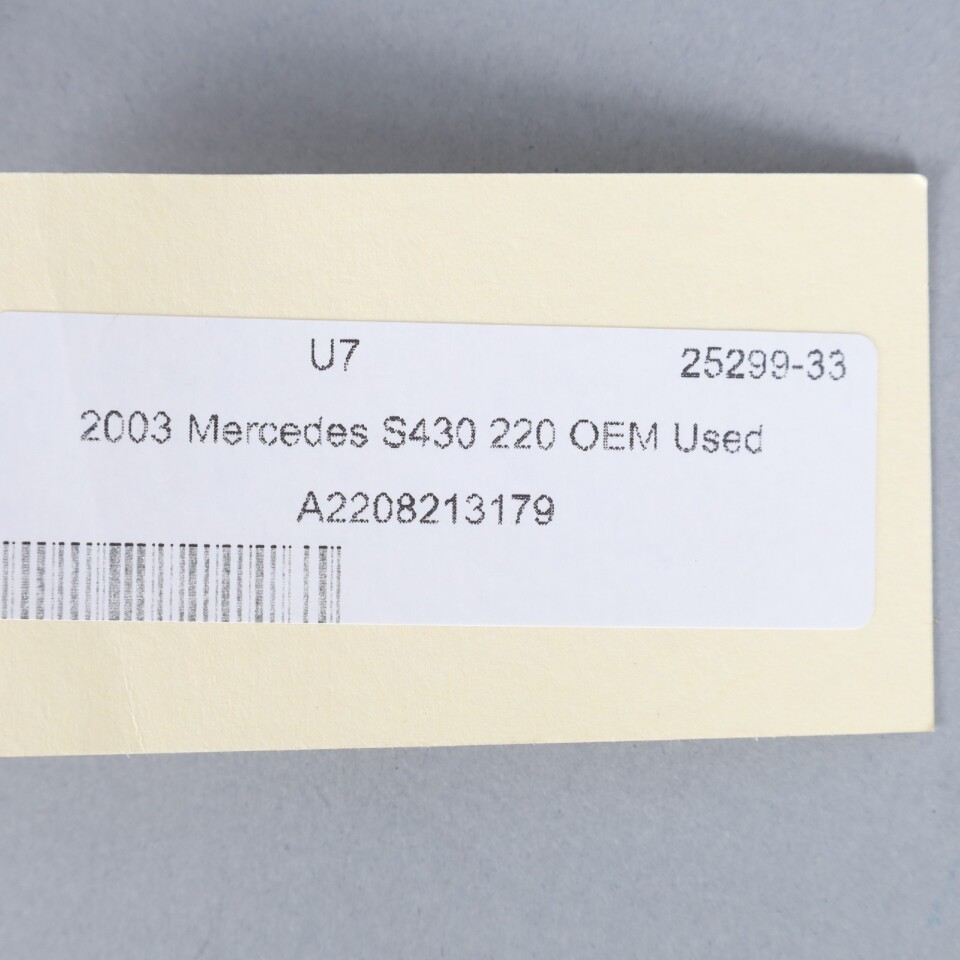 U7 25299-33
2003 Mercedes S430 220 OEM Used
A2208213179